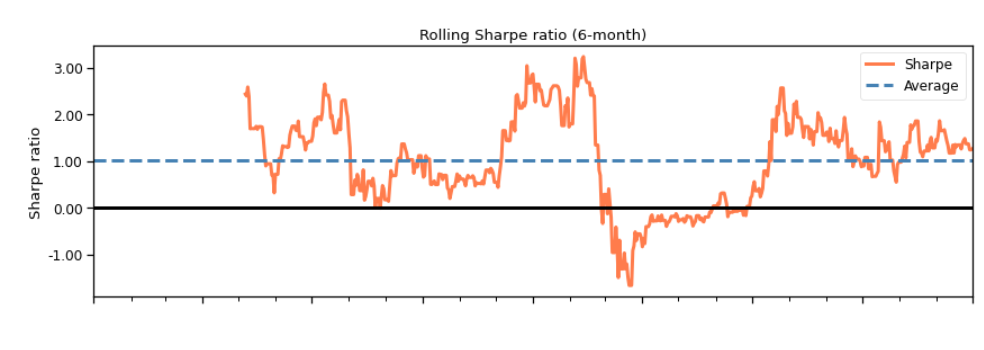 Rolling Sharpe ratio (6-month)
3.00
2.00
1.00
0.00
-1.00
Sharpe ratio
Sharpe
Average